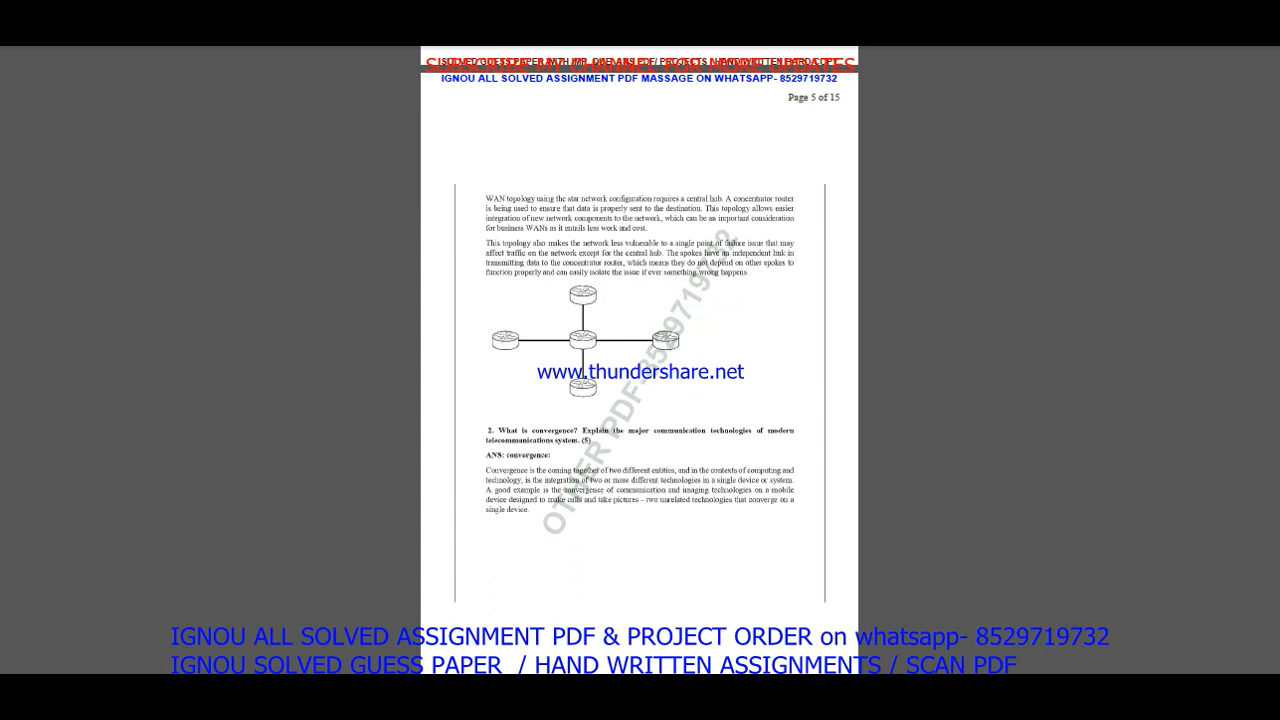 IGNOU ALL SOLVED ASSIGNMENT PDF MASSAGE ON WHATSAPP- 8529719732
Page 5 of 15
WAN topology using the star network configuration requires a central hub. A concentrator router
is being used to ensure that data is properly sent to the destination. This topology allows easier
integration of new network components to the network, which can be an important consideration
for business WANs as it entails less work and cost.
This topology also makes the network less vulnerable to a single point of failure issue that may
affect traffic on the network except for the central hub. The spokes have an independent link in
transmitting data to the concentrator router, which means they do not depend on other spokes to
function properly and can easily isolate the issue if ever something wrong happens.
www.thundershare.net
OTHER PDF-8529719732
2. What is convergence? Explain the major communication technologies of modern
telecommunications system. (5)
ANS: convergence:
Convergence is the coming together of two different entities, and in the contexts of computing and
technology, is the integration of two or more different technologies in a single device or system.
A good example is the convergence of communication and imaging technologies on a mobile
device designed to make calls and take pictures - two unrelated technologies that converge on a
single device.
IGNOU ALL SOLVED ASSIGNMENT PDF & PROJECT ORDER on whatsapp- 8529719732
IGNOU SOLVED GUESS PAPER / HAND WRITTEN ASSIGNMENTS / SCAN PDF